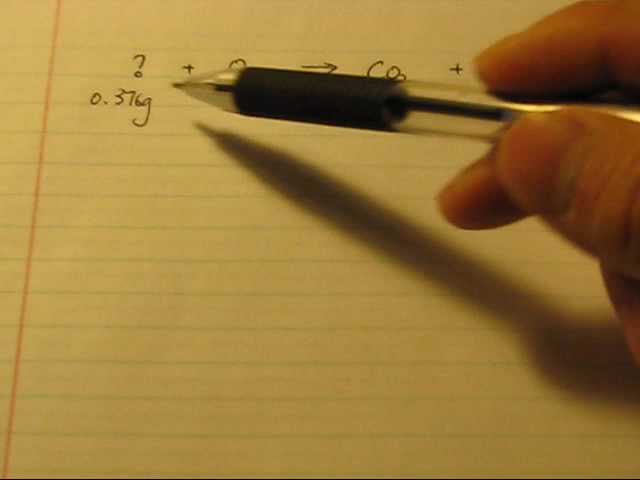 ? + O → CO₂ +
0.376g